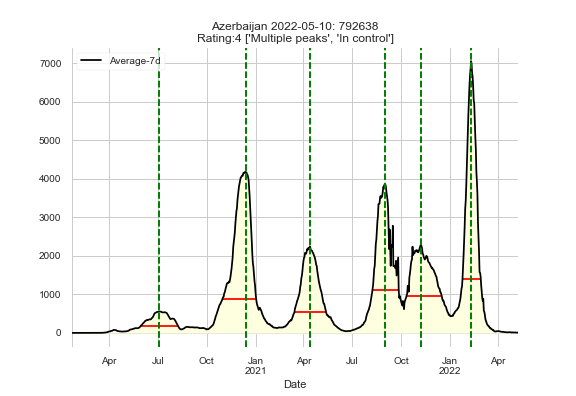 Azerbaijan 2022-05-10: 792638
Rating:4 ['Multiple peaks', 'In control']
Average-7d
7000
6000
5000
4000
3000
2000
1000
0
Apr Jul Oct Jan Apr Jul Oct Jan Apr
2021 2022
Date